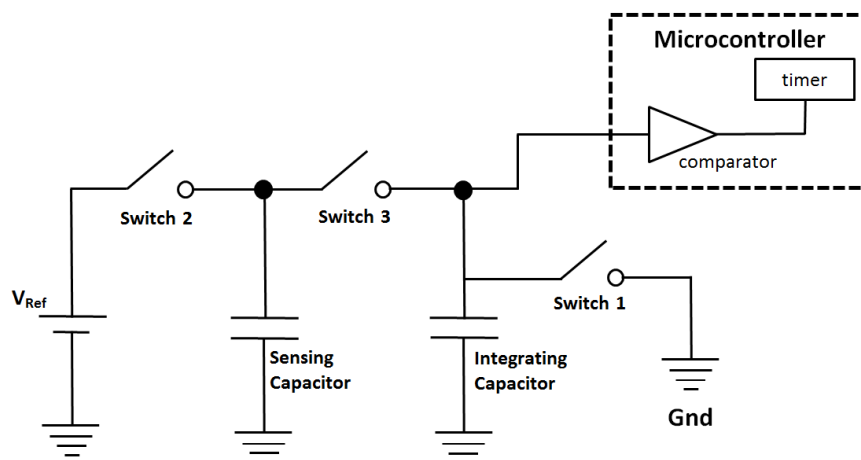 Microcontroller
timer
comparator
Switch 2
Switch 3
Switch 1
VRef
Sensing
Capacitor
Integrating
Capacitor
Gnd